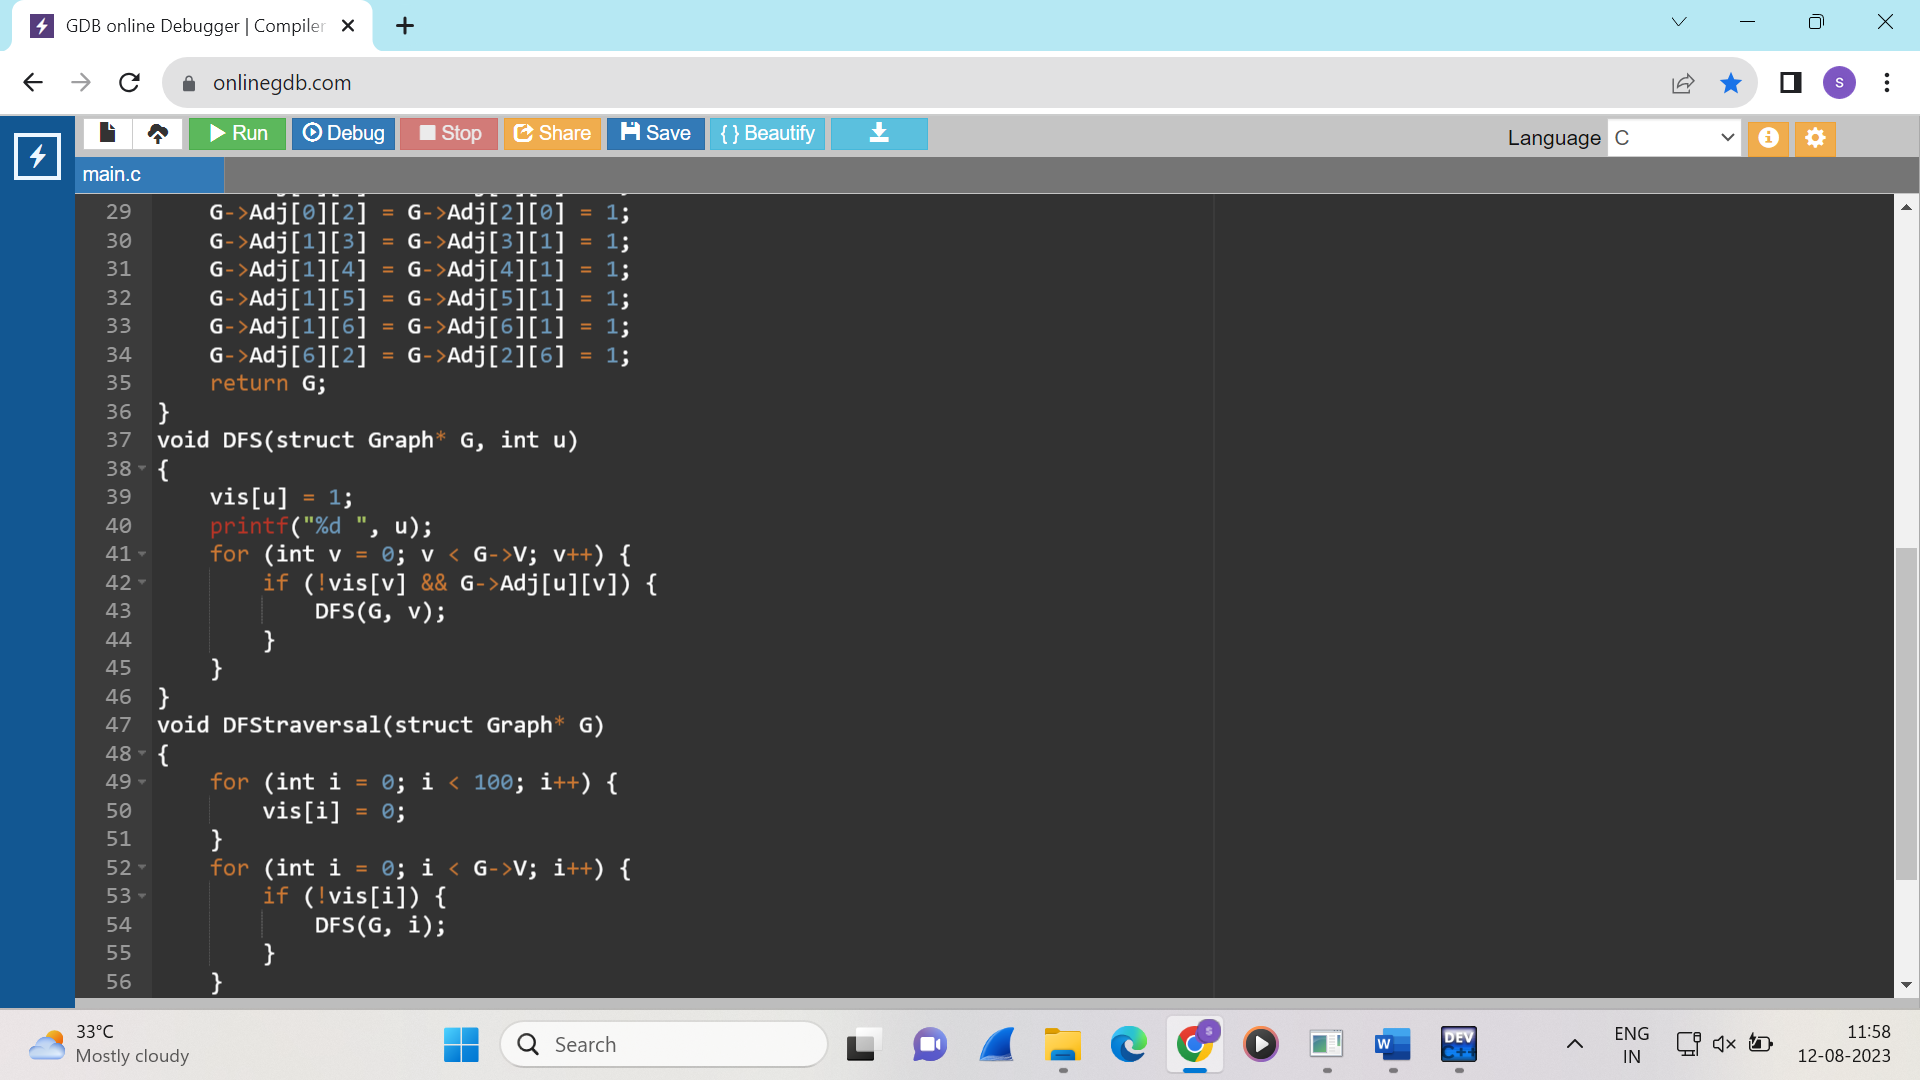 GDB online Debugger | Compiler
onlinegdb.com
S
Run
Debug
Stop
Share
Save
{ } Beautify
Language C
main.c
29 G->Adj[0][2] = G->Adj[2][0] = 1;
30 G->Adj[1][3] = G->Adj[3][1] = 1;
31 G->Adj[1][4] = G->Adj[4][1] = 1;
32 G->Adj[1][5] = G->Adj[5][1] = 1;
33 G->Adj[1][6] = G->Adj[6][1] = 1;
34 G->Adj[6][2] = G->Adj[2][6] = 1;
35 return G;
36 }
37 void DFS(struct Graph* G, int u)
38 {
39 vis[u] = 1;
40 printf("%d ", u);
41 for (int v = 0; v < G->V; v++) {
42 if (!vis[v] && G->Adj[u][v]) {
43 DFS(G, v);
44 }
45 }
46 }
47 void DFStraversal(struct Graph* G)
48 {
49 for (int i = 0; i < 100; i++) {
50 vis[i] = 0;
51 }
52 for (int i = 0; i < G->V; i++) {
53 if (!vis[i]) {
54 DFS(G, i);
55 }
56 }
33°C
Mostly cloudy
Search
S
W
DEV
C++
ENG
IN
11:58
12-08-2023